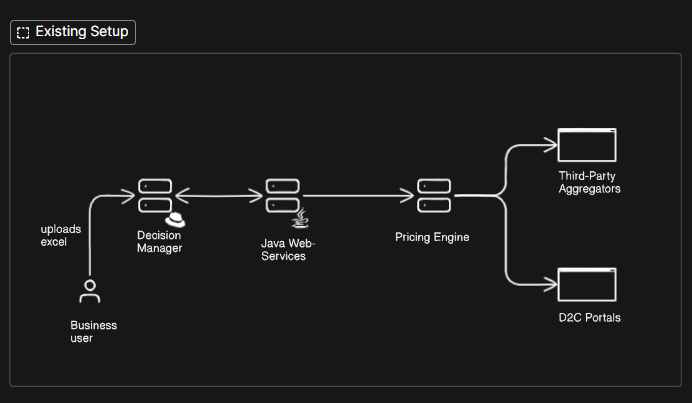 Existing Setup
uploads
excel
Business
user
Decision
Manager
Java Web-
Services
Pricing Engine
Third-Party
Aggregators
D2C Portals